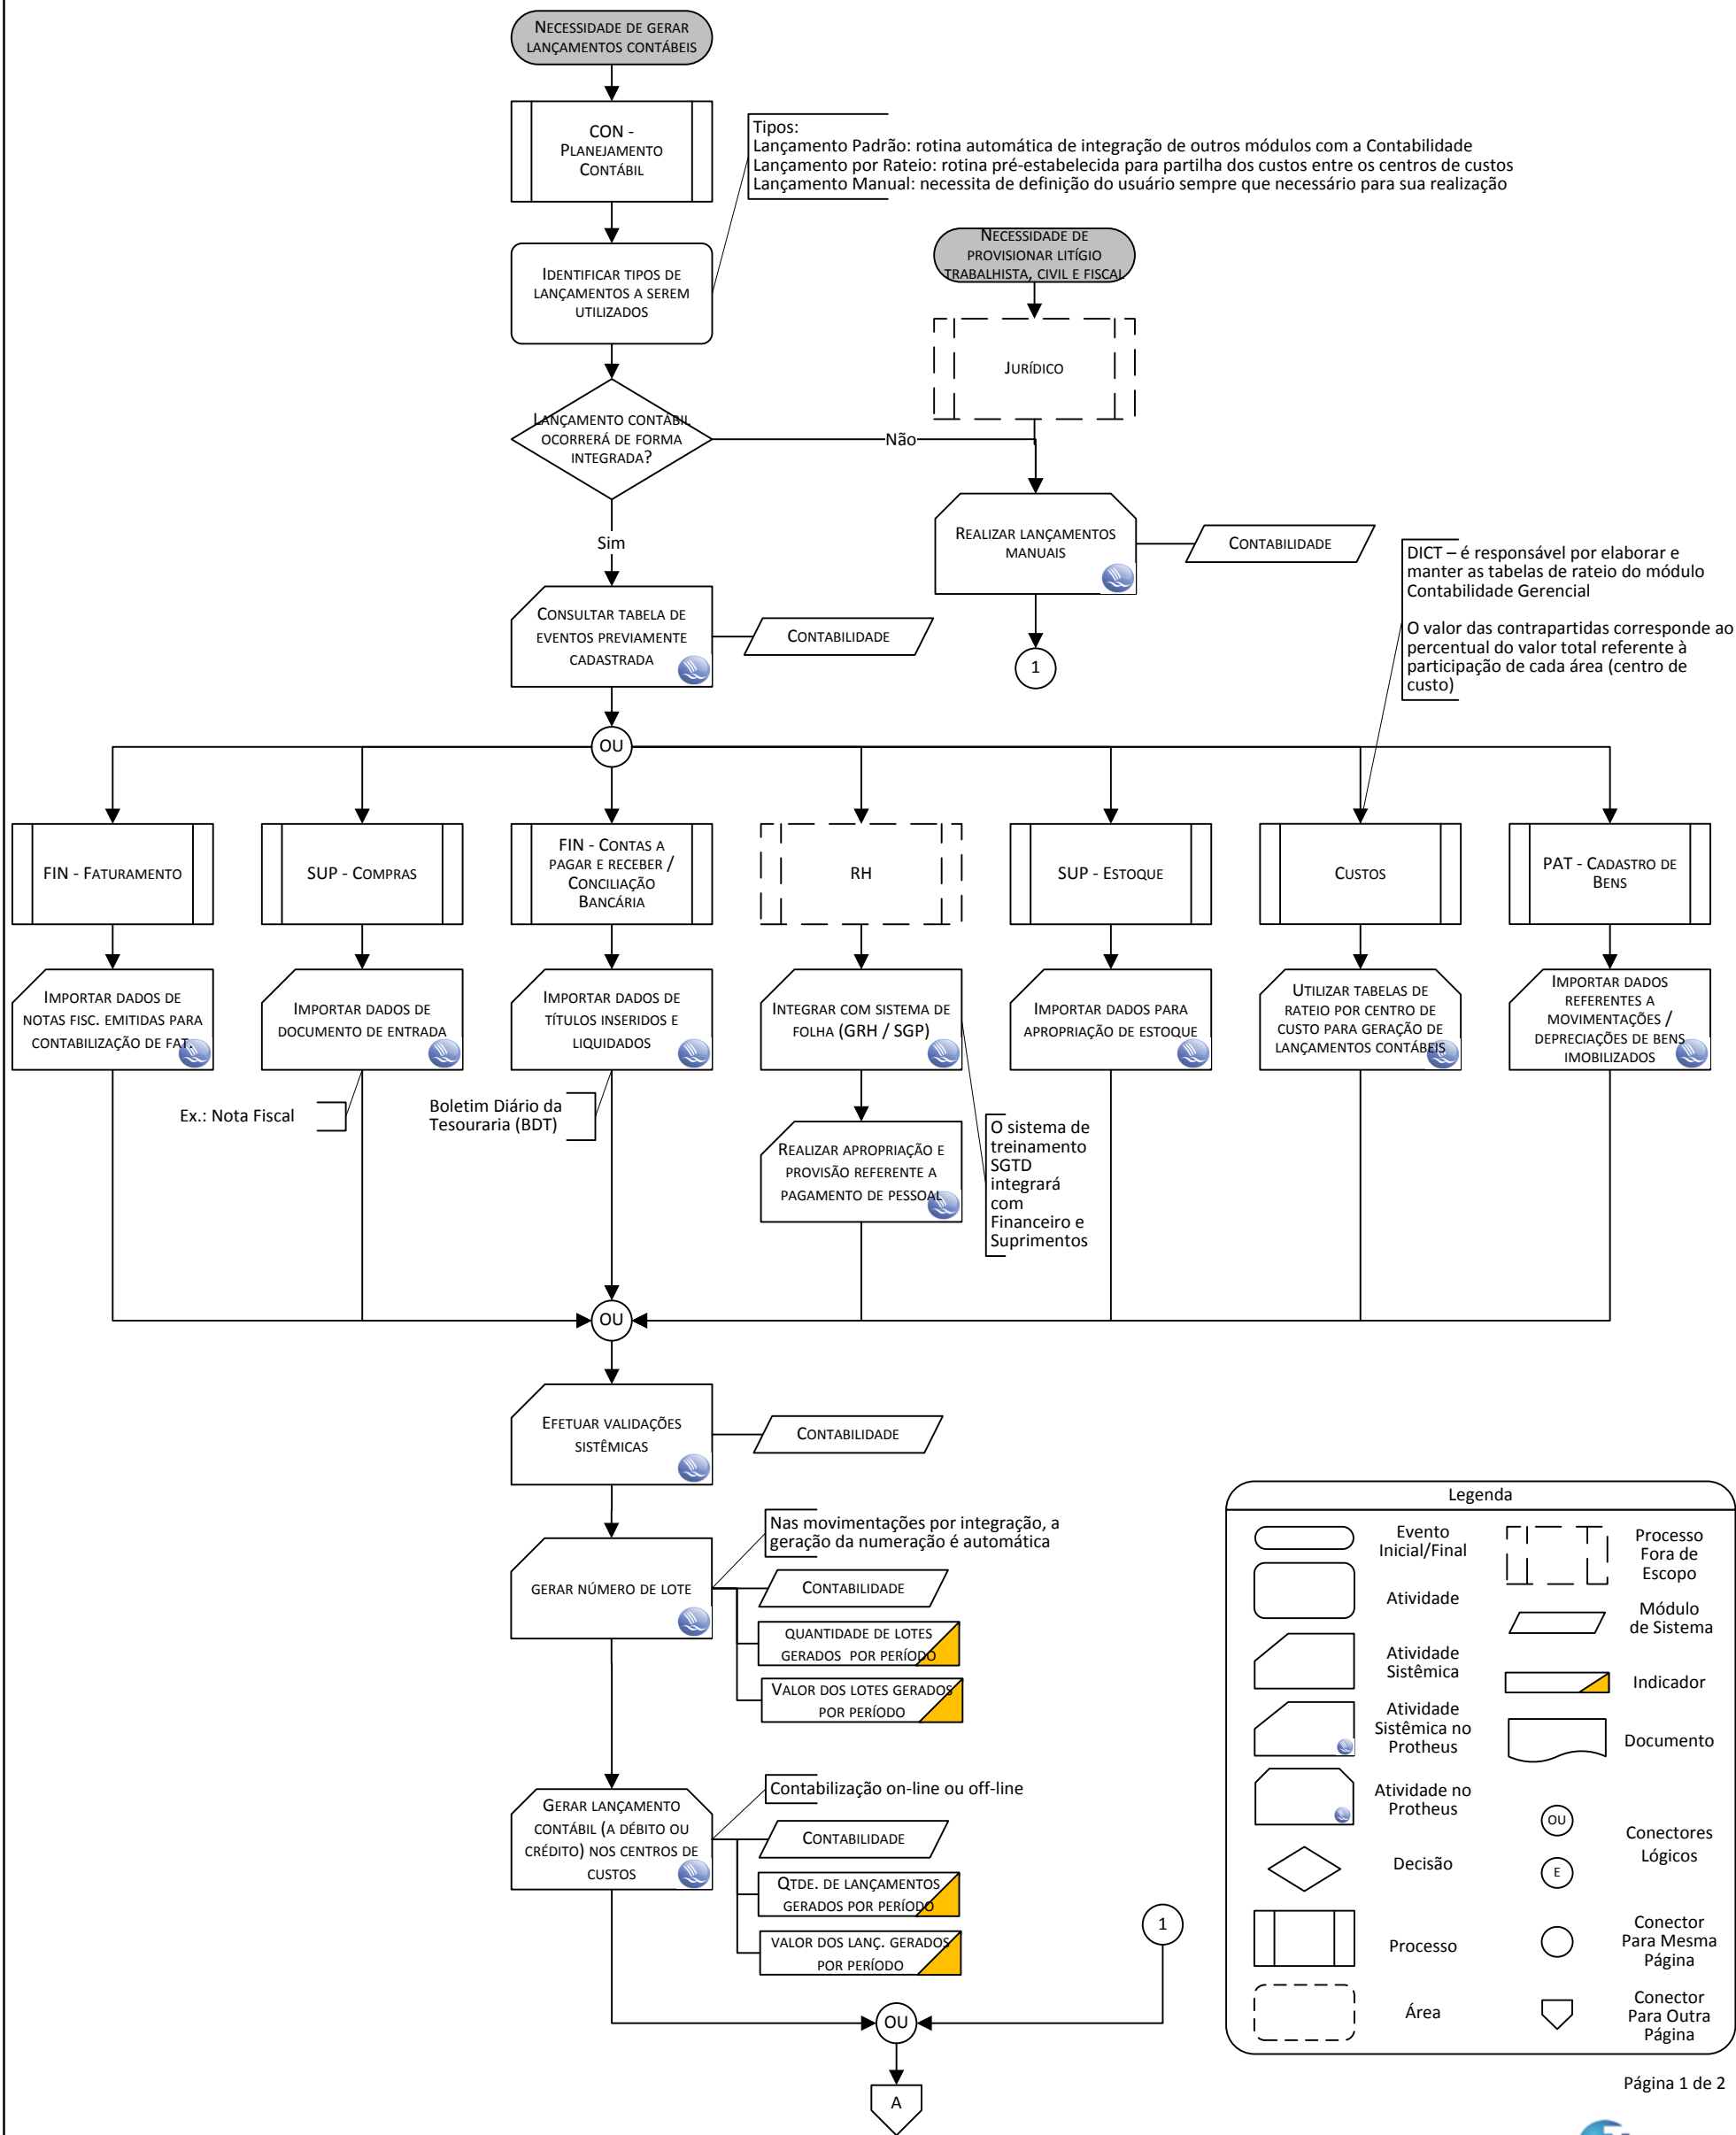 NECESSIDADE DE GERAR
LANÇAMENTOS CONTÁBEIS
CON -
PLANEJAMENTO
CONTÁBIL
Tipos:
Lançamento Padrão: rotina automática de integração de outros módulos com a Contabilidade
Lançamento por Rateio: rotina pré-estabelecida para partilha dos custos entre os centros de custos
Lançamento Manual: necessita de definição do usuário sempre que necessário para sua realização
IDENTIFICAR TIPOS DE
LANÇAMENTOS A SEREM
UTILIZADOS
NECESSIDADE DE
PROVISIONAR LITÍGIO
TRABALHISTA, CIVIL E FISCAL
JURÍDICO
LANÇAMENTO CONTÁBIL
OCORRERÁ DE FORMA
INTEGRADA?
Não
Sim
REALIZAR LANÇAMENTOS
MANUAIS
CONTABILIDADE
1
DICT – é responsável por elaborar e
manter as tabelas de rateio do módulo
Contabilidade Gerencial
O valor das contrapartidas corresponde ao
percentual do valor total referente à
participação de cada área (centro de
custo)
CONSULTAR TABELA DE
EVENTOS PREVIAMENTE
CADASTRADA
CONTABILIDADE
OU
FIN - FATURAMENTO
SUP - COMPRAS
FIN - CONTAS A
PAGAR E RECEBER /
CONCILIAÇÃO
BANCÁRIA
RH
SUP - ESTOQUE
CUSTOS
PAT - CADASTRO DE
BENS
IMPORTAR DADOS DE
NOTAS FISC. EMITIDAS PARA
CONTABILIZAÇÃO DE FAT.
IMPORTAR DADOS DE
DOCUMENTO DE ENTRADA
IMPORTAR DADOS DE
TÍTULOS INSERIDOS E
LIQUIDADOS
INTEGRAR COM SISTEMA DE
FOLHA (GRH / SGP)
IMPORTAR DADOS PARA
APROPRIAÇÃO DE ESTOQUE
UTILIZAR TABELAS DE
RATEIO POR CENTRO DE
CUSTO PARA GERAÇÃO DE
LANÇAMENTOS CONTÁBEIS
IMPORTAR DADOS
REFERENTES A
MOVIMENTAÇÕES /
DEPRECIAÇÕES DE BENS
IMOBILIZADOS
Ex.: Nota Fiscal
Boletim Diário da
Tesouraria (BDT)
REALIZAR APROPRIAÇÃO E
PROVISÃO REFERENTE A
PAGAMENTO DE PESSOAL
O sistema de
treinamento
SGTD
integrará
com
Financeiro e
Suprimentos
OU
EFETUAR VALIDAÇÕES
SISTÊMICAS
CONTABILIDADE
Nas movimentações por integração, a
geração da numeração é automática
GERAR NÚMERO DE LOTE
CONTABILIDADE
QUANTIDADE DE LOTES
GERADOS POR PERÍODO
VALOR DOS LOTES GERADOS
POR PERÍODO
Contabilização on-line ou off-line
GERAR LANÇAMENTO
CONTÁBIL (A DÉBITO OU
CRÉDITO) NOS CENTROS DE
CUSTOS
CONTABILIDADE
QTDE. DE LANÇAMENTOS
GERADOS POR PERÍODO
VALOR DOS LANÇ. GERADOS
POR PERÍODO
1
OU
A
Legenda
Evento
Inicial/Final
Atividade
Atividade
Sistêmica
Atividade
Sistêmica no
Protheus
Atividade no
Protheus
Decisão
Processo
Área
Processo
Fora de
Escopo
Módulo
de Sistema
Indicador
Documento
OU
E
Conectores
Lógicos
Conector
Para Mesma
Página
Conector
Para Outra
Página
Página 1 de 2